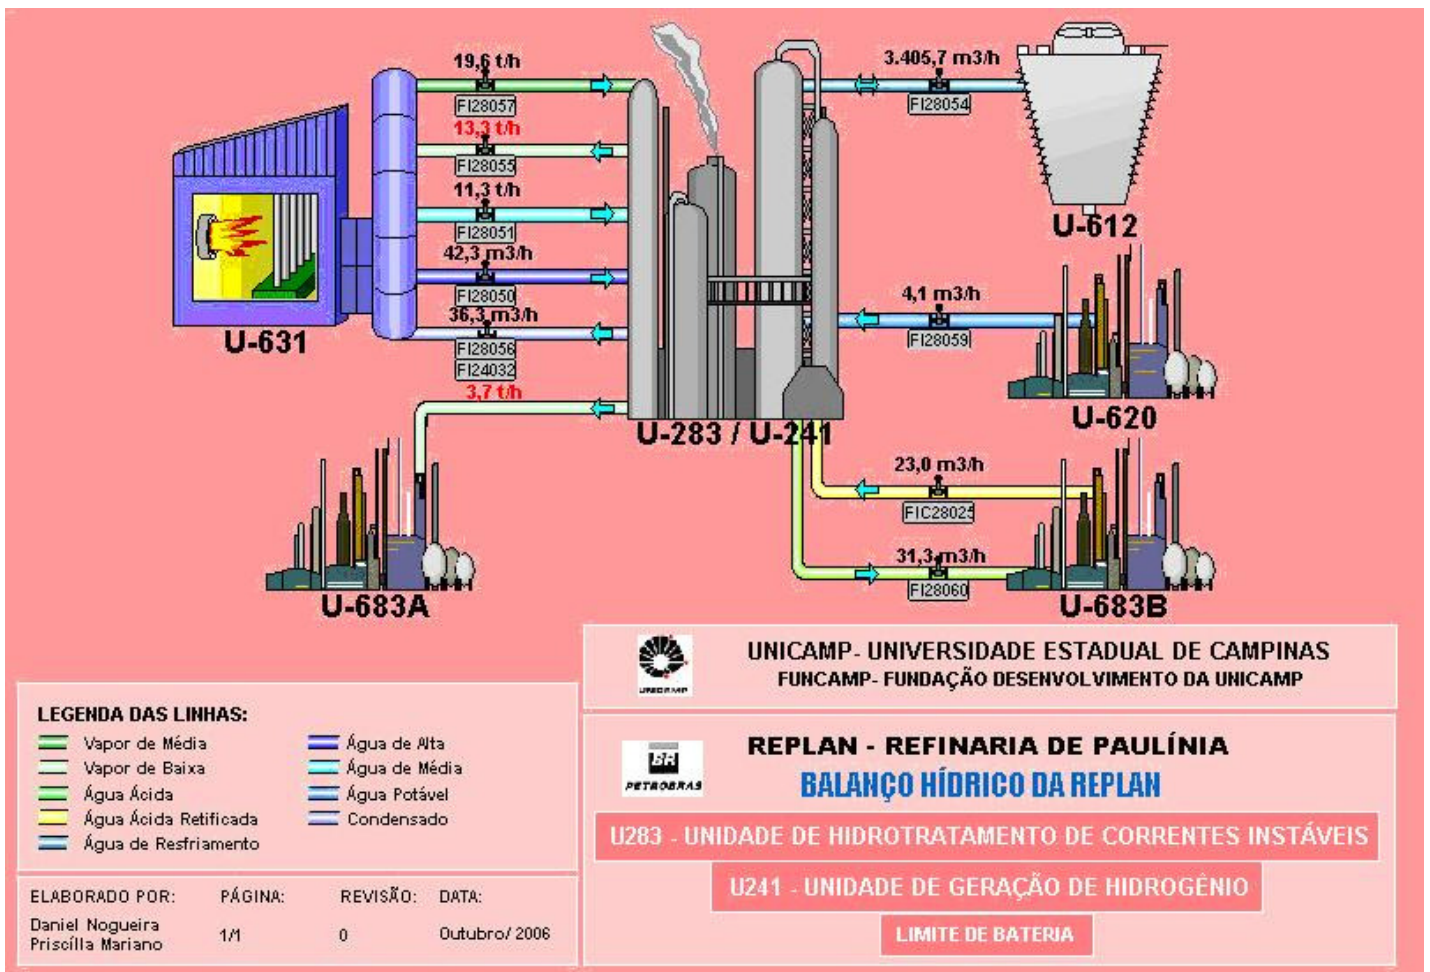 19,6 t/h
FI28057
13,3 t/h
FI28055
11,3 t/h
FI28051
42,3 m3/h
FI28050
36,3 m3/h
FI28056
FI24032
3,7 t/h
U-631
U-683A
U-283 / U-241
3.405,7 m3/h
FI28054
U-612
4,1 m3/h
FI28059
U-620
23,0 m3/h
FIC28025
31,3 m3/h
FI28060
U-683B
LEGENDA DAS LINHAS:
Vapor de Média
Vapor de Baixa
Água Ácida
Água Ácida Retificada
Água de Resfriamento
Água de Alta
Água de Média
Água Potável
Condensado
ELABORADO POR:
Daniel Nogueira
Priscílla Mariano
PÁGINA:
1/1
REVISÃO:
0
DATA:
Outubro/ 2006
UNICAMP
UNICAMP- UNIVERSIDADE ESTADUAL DE CAMPINAS
FUNCAMP- FUNDAÇÃO DESENVOLVIMENTO DA UNICAMP
BR
PETROBRAS
REPLAN - REFINARIA DE PAULÍNIA
BALANÇO HÍDRICO DA REPLAN
U283 - UNIDADE DE HIDROTRATAMENTO DE CORRENTES INSTÁVEIS
U241 - UNIDADE DE GERAÇÃO DE HIDROGÊNIO
LIMITE DE BATERIA